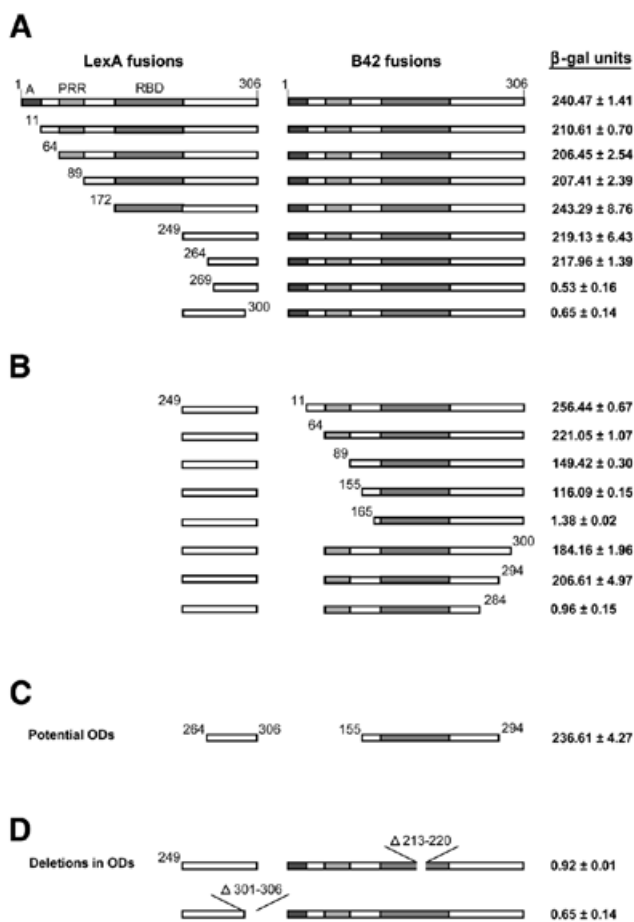 A
LexA fusions B42 fusions β-gal units
1 A PRR RBD 306 1 306 240.47 ± 1.41
11 210.61 ± 0.70
64 206.45 ± 2.54
89 207.41 ± 2.39
172 243.29 ± 8.76
249 219.13 ± 6.43
264 217.96 ± 1.39
269 0.53 ± 0.16
300 0.65 ± 0.14
B
249 11 256.44 ± 0.67
64 221.05 ± 1.07
89 149.42 ± 0.30
155 116.09 ± 0.15
165 1.38 ± 0.02
300 184.16 ± 1.96
294 206.61 ± 4.97
284 0.96 ± 0.15
C
Potential ODs 264 306 155 294 236.61 ± 4.27
D
Δ 213-220
Deletions in ODs 249 0.92 ± 0.01
Δ 301-306
0.65 ± 0.14